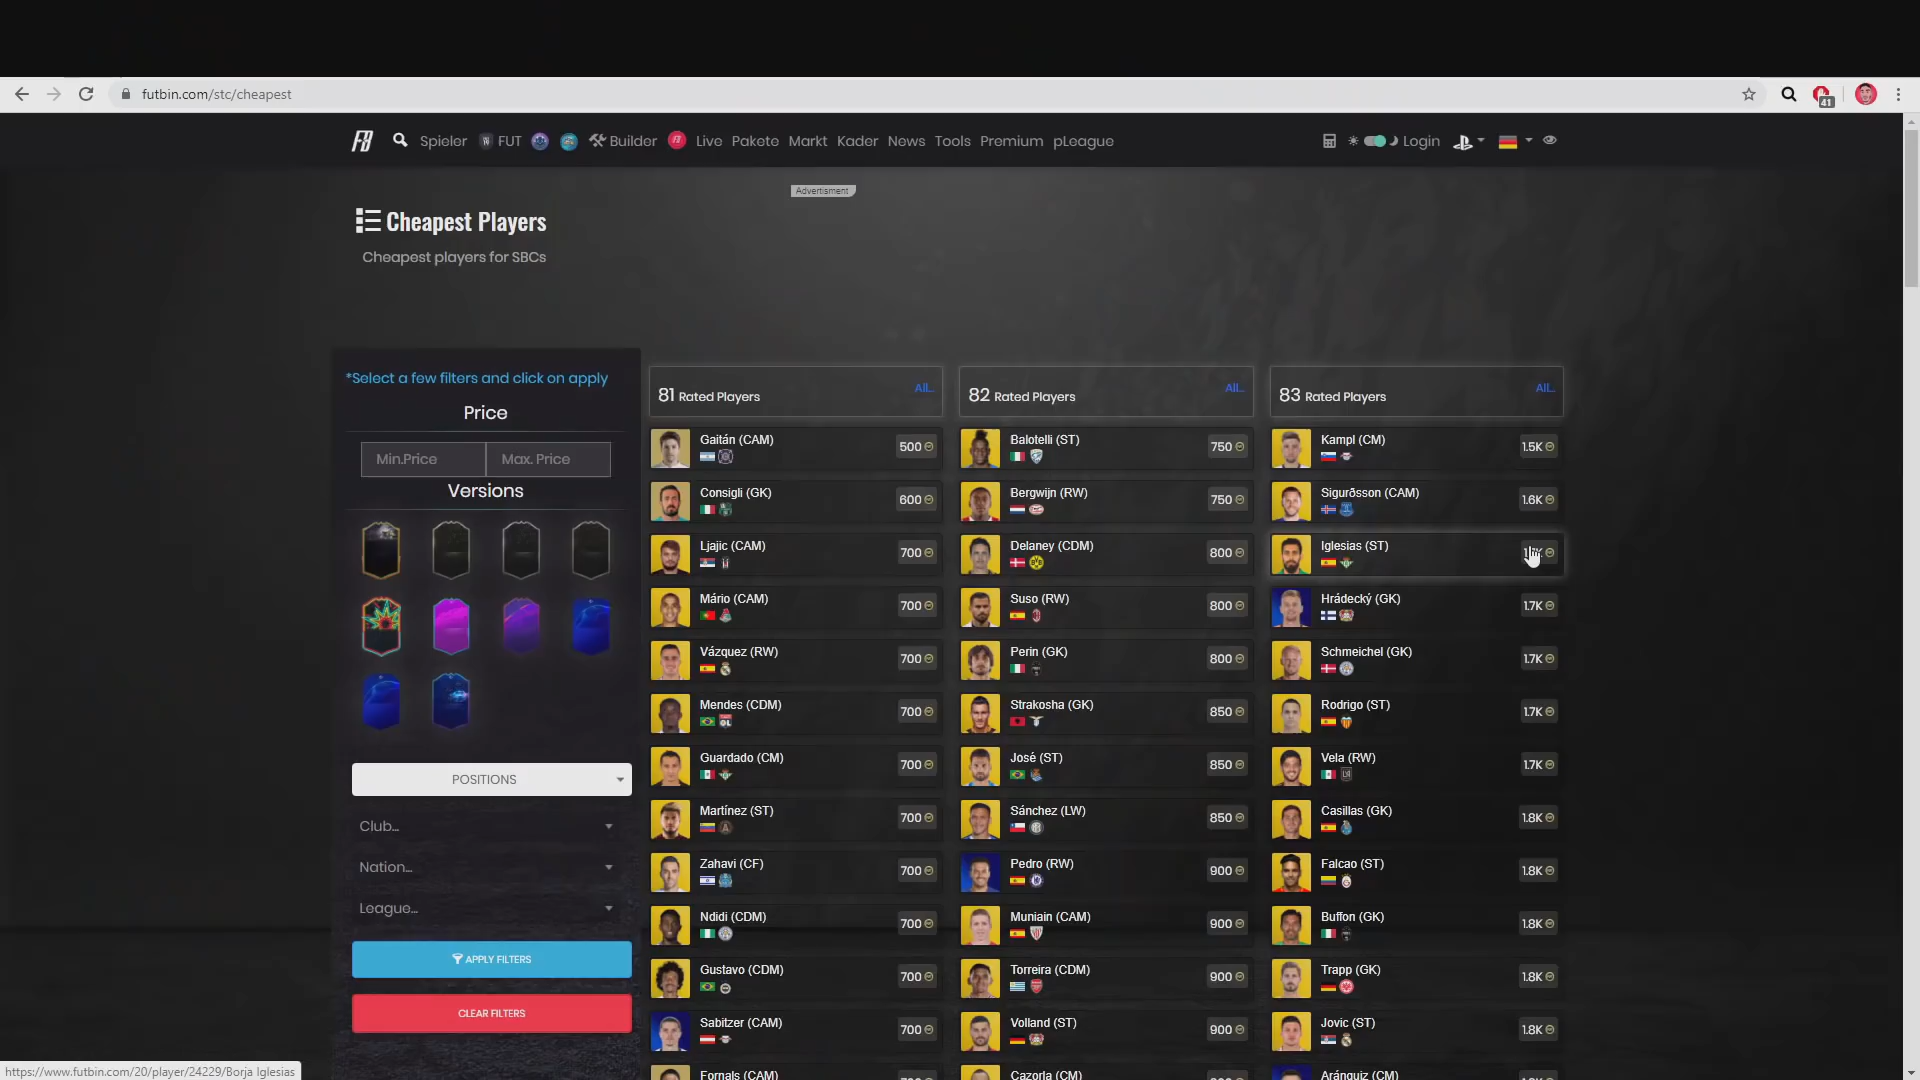 futbin.com/stc/cheapest
41
Spieler FUT Builder Live Pakete Markt Kader News Tools Premium pLeague Login
Advertisment
Cheapest Players
Cheapest players for SBCs
*Select a few filters and click on apply
Price
Min.Price Max. Price
Versions
POSITIONS
Club...
Nation...
League...
APPLY FILTERS
CLEAR FILTERS
81 Rated Players All..
Gaitán (CAM) 500
Consigli (GK) 600
Ljajic (CAM) 700
Mário (CAM) 700
Vázquez (RW) 700
Mendes (CDM) 700
Guardado (CM) 700
Martínez (ST) 700
Zahavi (CF) 700
Ndidi (CDM) 700
Gustavo (CDM) 700
Sabitzer (CAM) 700
Fornals (CAM)
82 Rated Players All..
Balotelli (ST) 750
Bergwijn (RW) 750
Delaney (CDM) 800
Suso (RW) 800
Perin (GK) 800
Strakosha (GK) 850
José (ST) 850
Sánchez (LW) 850
Pedro (RW) 900
Muniain (CAM) 900
Torreira (CDM) 900
Volland (ST) 900
Cazorla (CM)
83 Rated Players All..
Kampl (CM) 1.5K
Sigurðsson (CAM) 1.6K
Iglesias (ST)
Hrádecký (GK) 1.7K
Schmeichel (GK) 1.7K
Rodrigo (ST) 1.7K
Vela (RW) 1.7K
Casillas (GK) 1.8K
Falcao (ST) 1.8K
Buffon (GK) 1.8K
Trapp (GK) 1.8K
Jovic (ST) 1.8K
Aránguiz (CM)
https://www.futbin.com/20/player/24229/Borja Iglesias